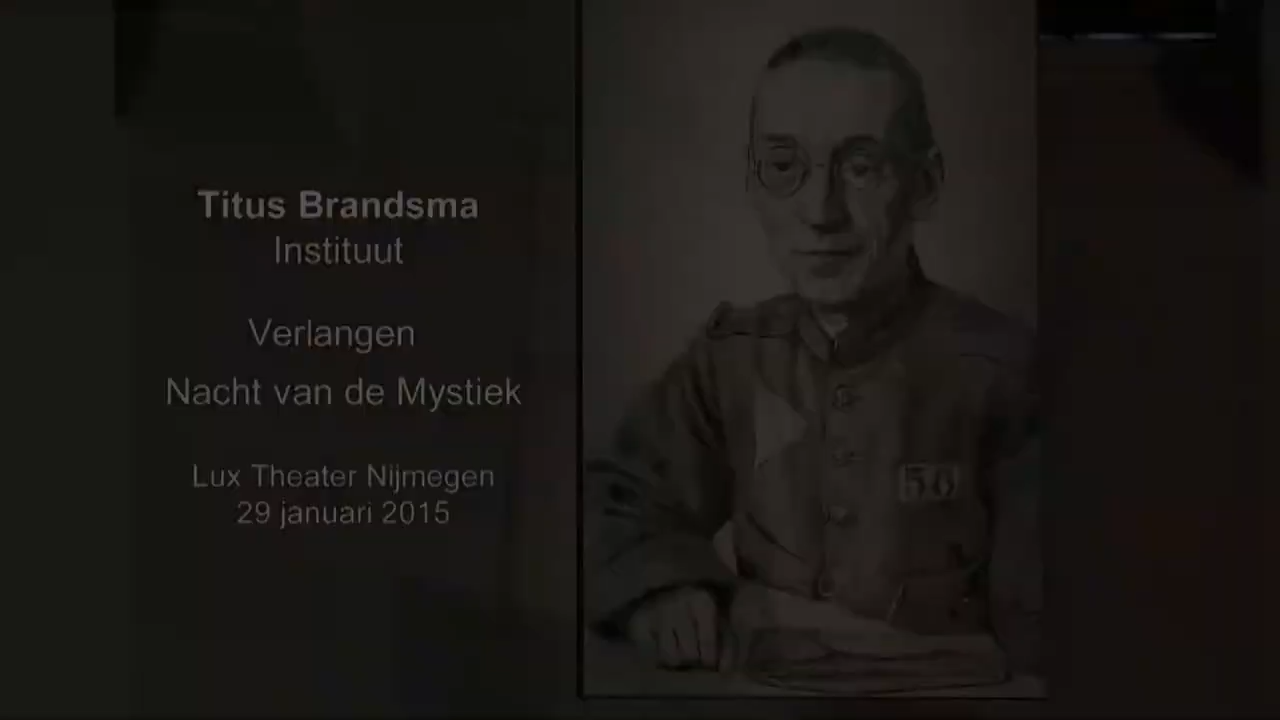 Titus Brandsma
Instituut
Verlangen
Nacht van de Mystiek
Lux Theater Nijmegen
29 januari 2015